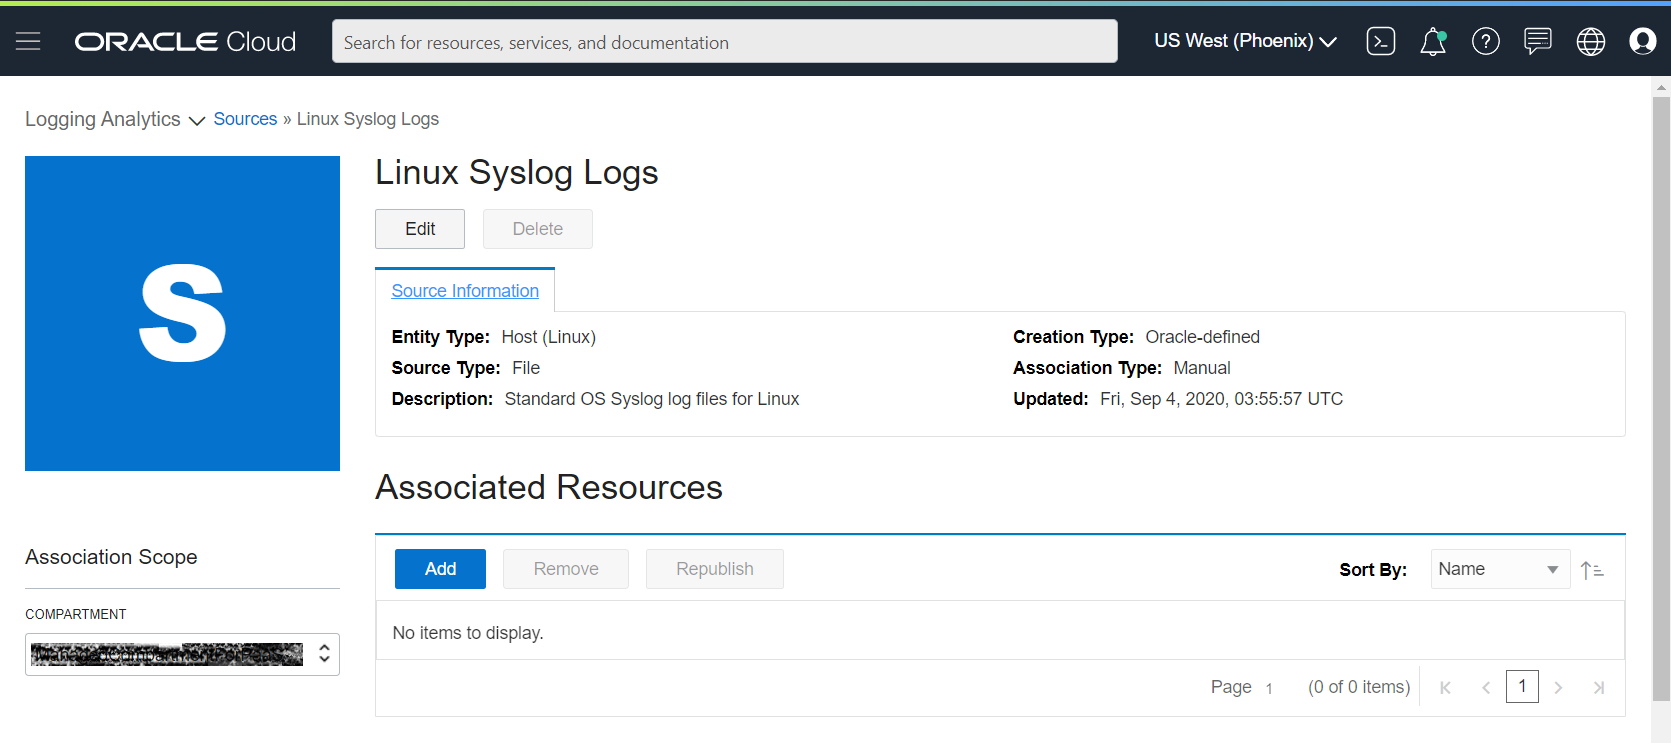 ORACLE Cloud
Search for resources, services, and documentation
US West (Phoenix)
Logging Analytics Sources » Linux Syslog Logs
S
Linux Syslog Logs
Edit Delete
Source Information
Entity Type: Host (Linux)
Source Type: File
Description: Standard OS Syslog log files for Linux
Creation Type: Oracle-defined
Association Type: Manual
Updated: Fri, Sep 4, 2020, 03:55:57 UTC
Association Scope
COMPARTMENT
Associated Resources
Add Remove Republish
Sort By: Name
No items to display.
Page 1 (0 of 0 items) 1